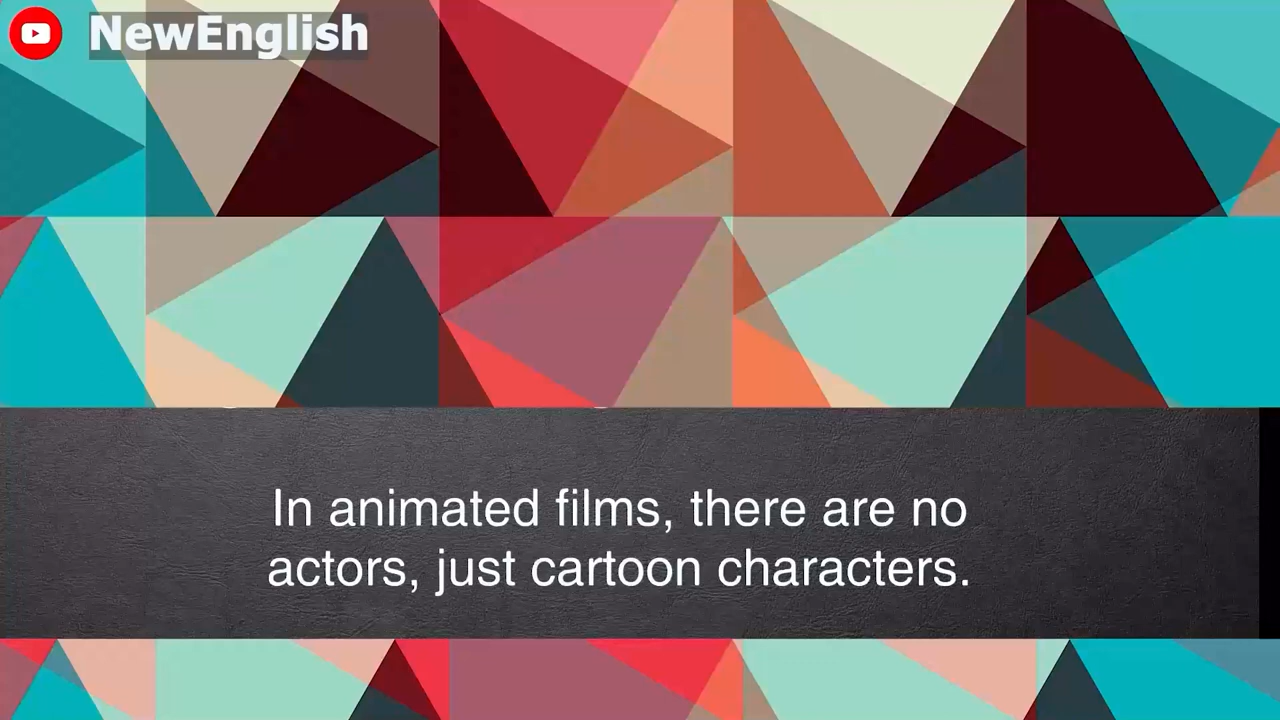 NewEnglish
In animated films, there are no
actors, just cartoon characters.